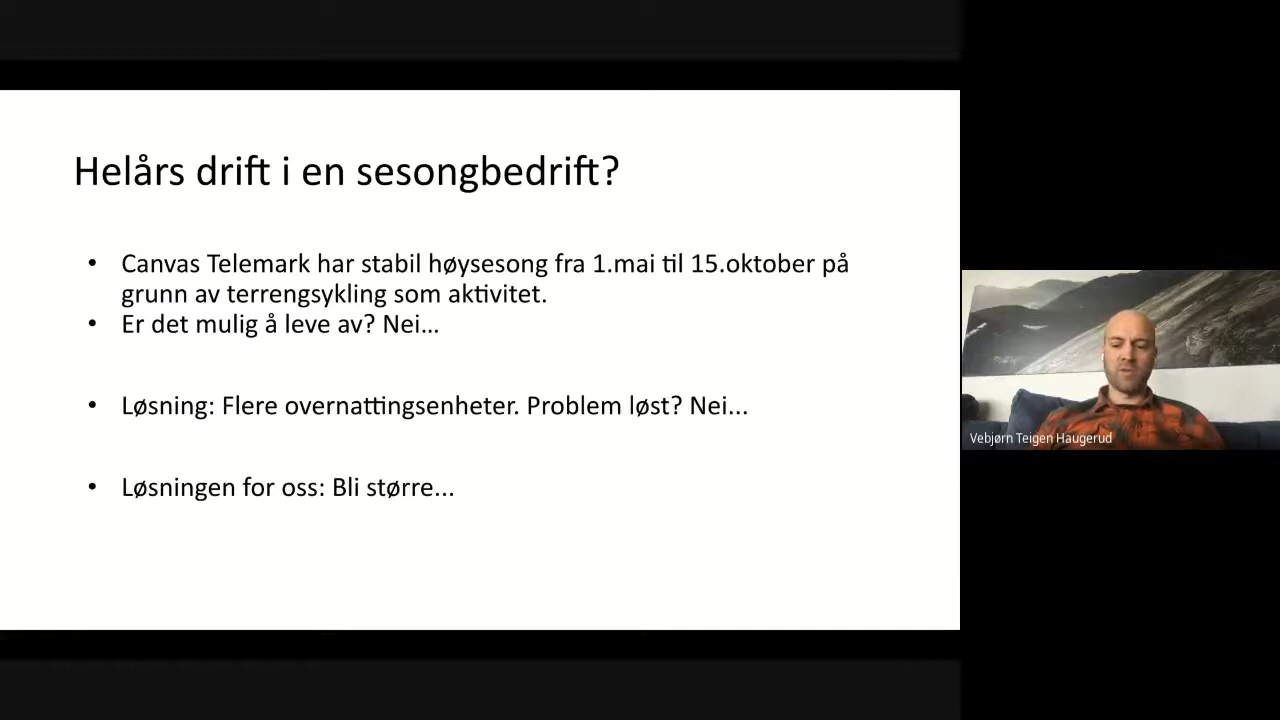 Helårs drift i en sesongbedrift?
• Canvas Telemark har stabil høysesong fra 1.mai til 15.oktober på
grunn av terrengsykling som aktivitet.
• Er det mulig å leve av? Nei...
• Løsning: Flere overnattingsenheter. Problem løst? Nei...
• Løsningen for oss: Bli større...
Vebjørn Teigen Haugerud